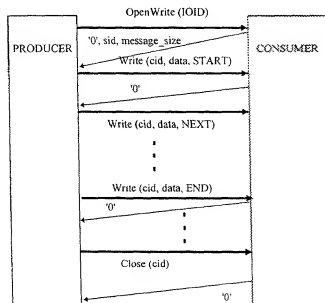 OpenWrite (IOID)
'0', sid, message_size
PRODUCER
CONSUMER
Write (cid, data, START)
'0'
Write (cid, data, NEXT)
Write (cid, data, END)
'0'
Close (cid)
'0'